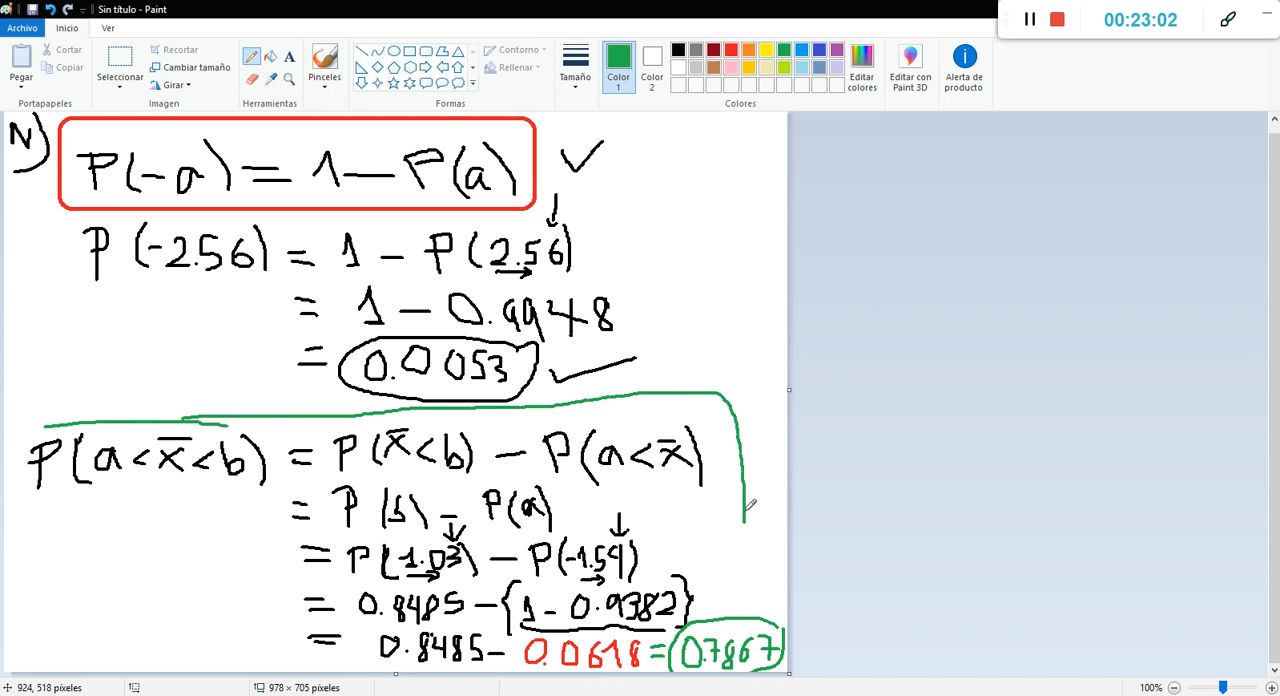 Sin título - Paint
00:23:02
Archivo Inicio Ver
Pegar
Cortar
Copiar
Portapapeles
Seleccionar
Recortar
Cambiar tamaño
Girar
Imagen
A
Herramientas
Pinceles
Contorno
Rellenar
Formas
Tamaño
Color 1
Color 2
Editar colores
Colores
Editar con Paint 3D
Alerta de producto
N)
P(-a) = 1 - P(a) ✓
P(-2.56) = 1 - P(2.56)
= 1 - 0.9948
= 0.0053 ✓
P(a < x̅ < b) = P(x̅ < b) - P(a < x̅)
= P(b) - P(a)
= P(1.03) - P(-1.54)
= 0.8485 - {1 - 0.9382}
= 0.8485 - 0.0618 = 0.7867
924, 518 píxeles
978 × 705 píxeles
100%